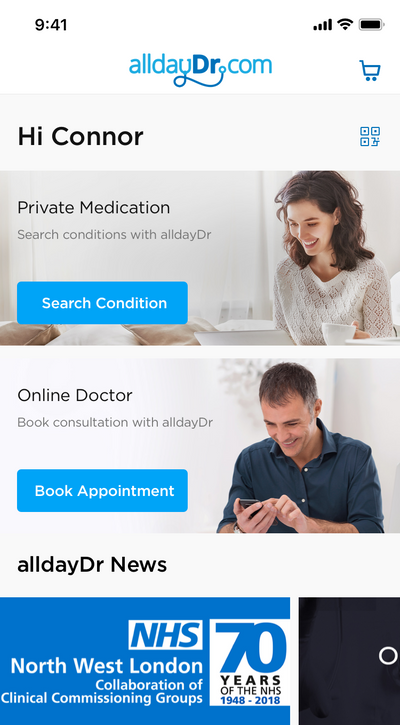 9:41
alldayDr.com
Hi Connor
Private Medication
Search conditions with alldayDr
Search Condition
Online Doctor
Book consultation with alldayDr
Book Appointment
alldayDr News
NHS
North West London
Collaboration of
Clinical Commissioning Groups
70
YEARS
OF THE NHS
1948 - 2018